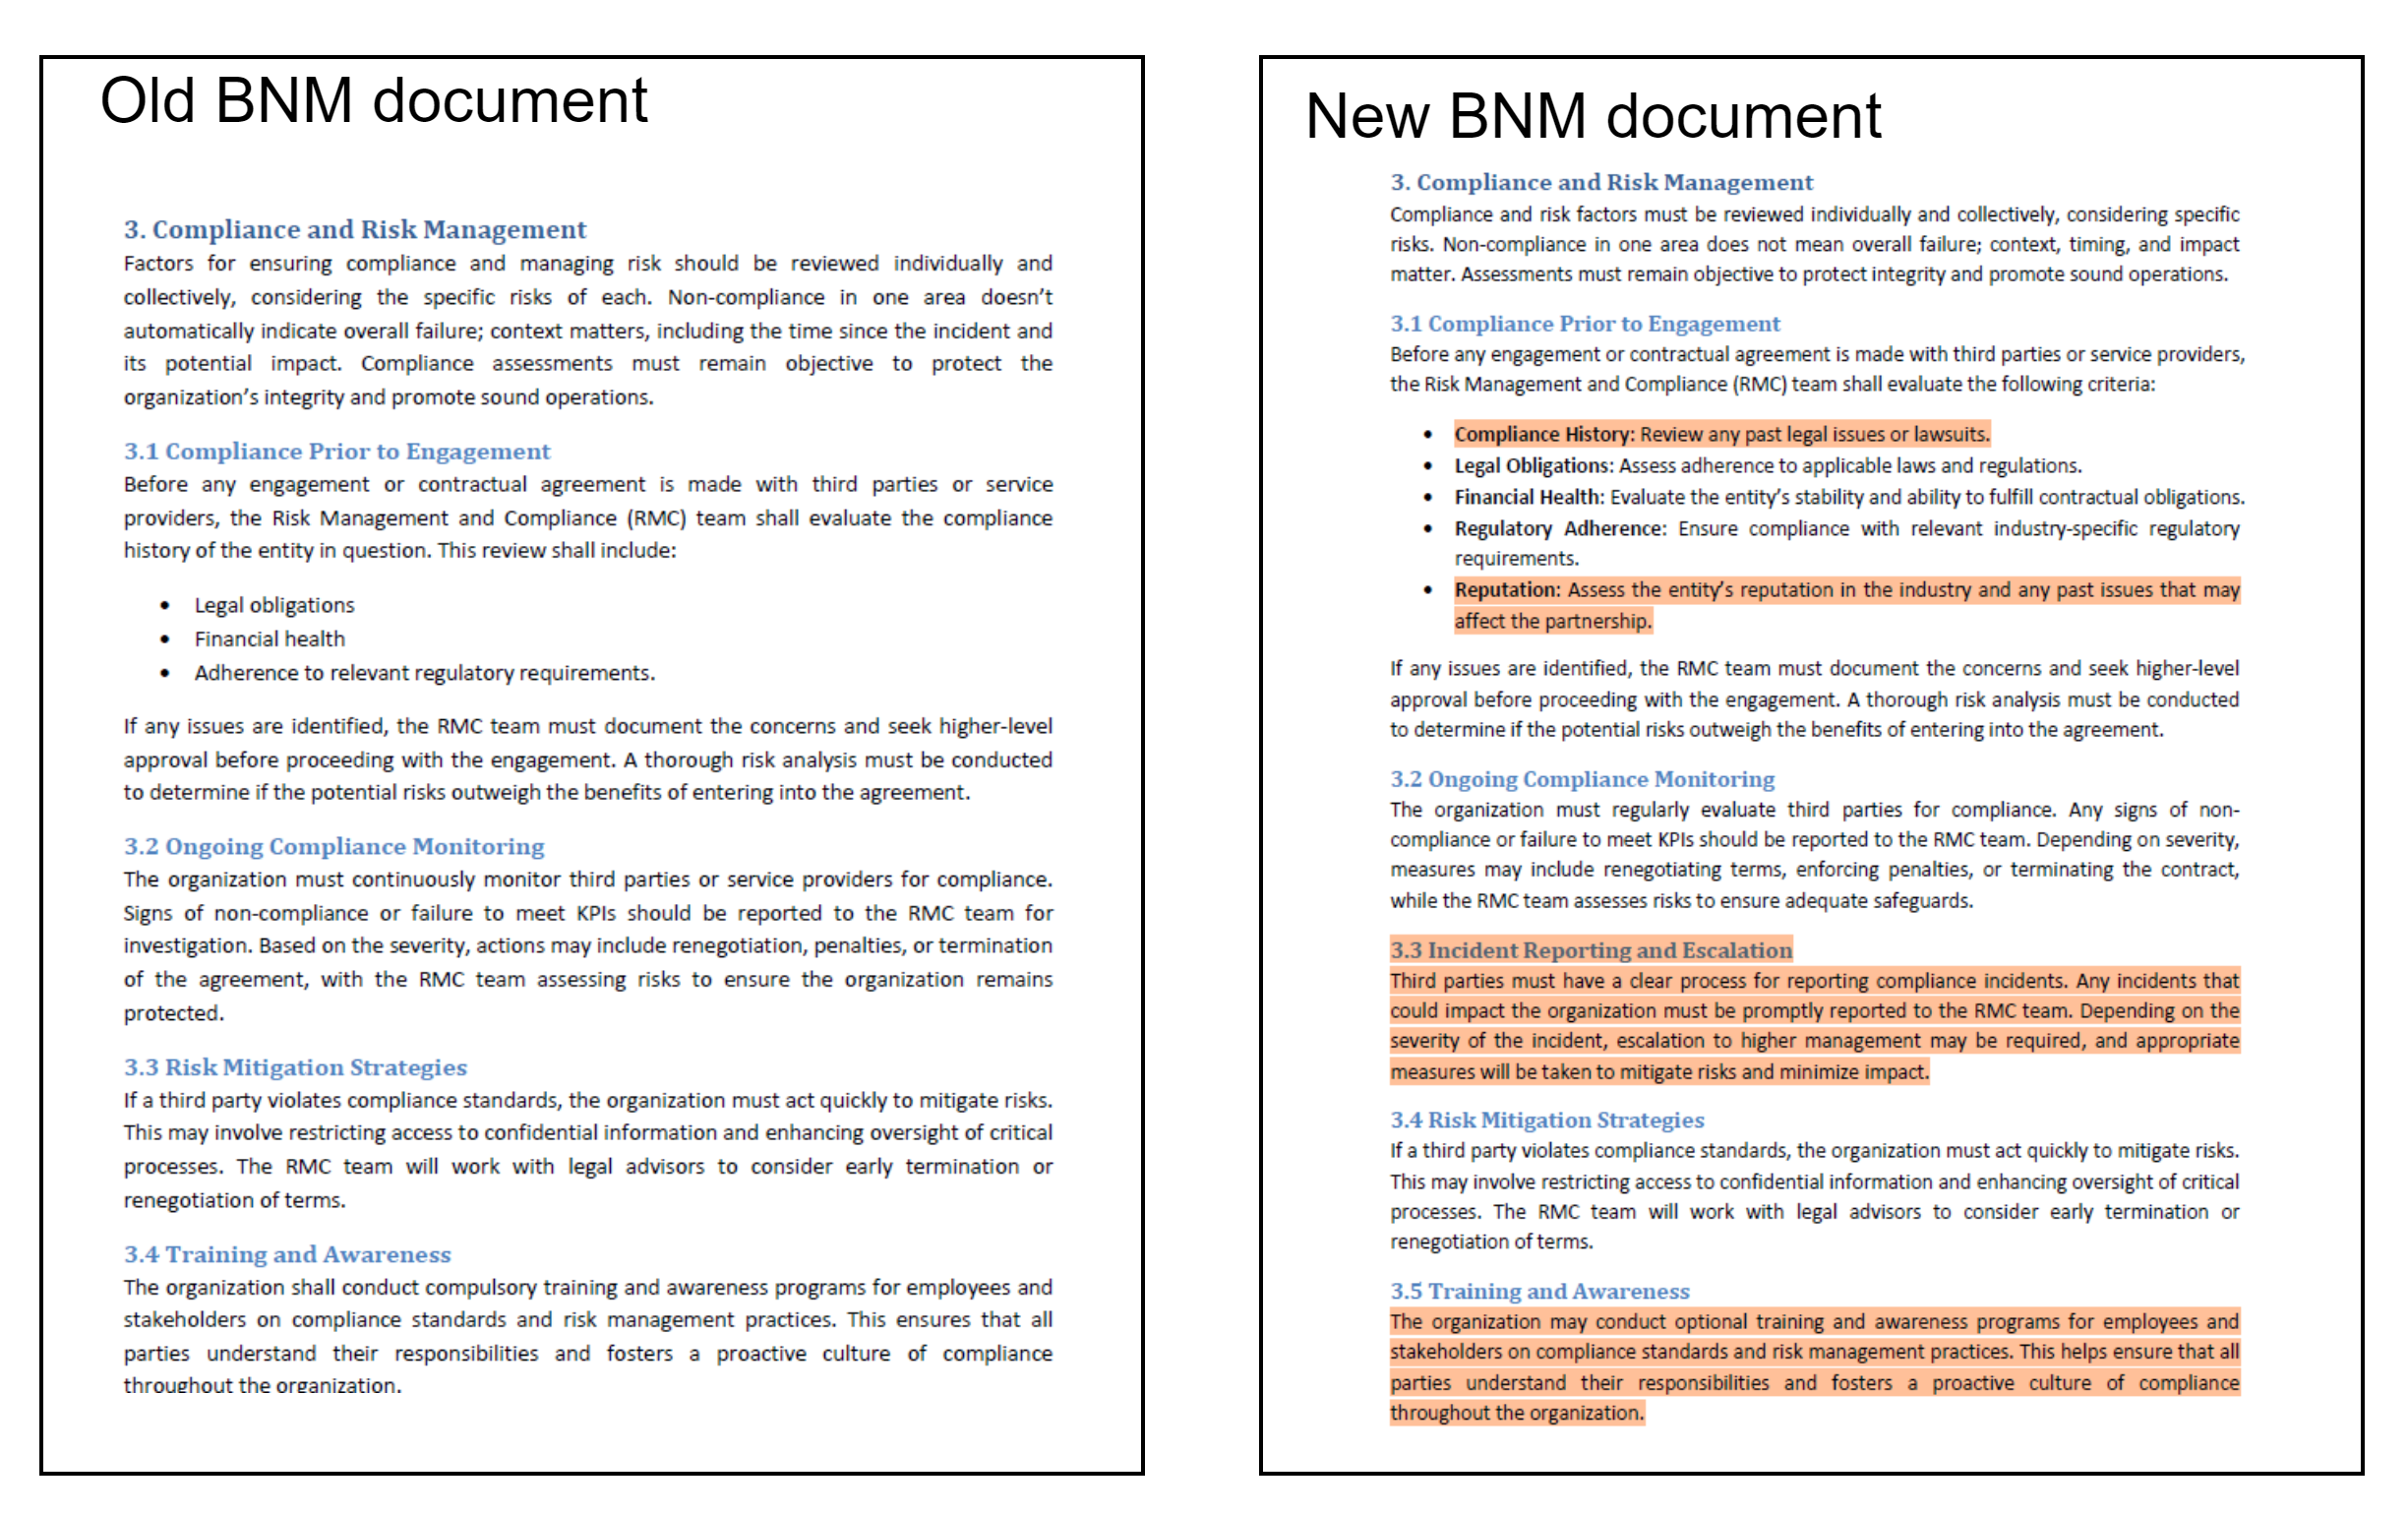 Old BNM document
3. Compliance and Risk Management
Factors for ensuring compliance and managing risk should be reviewed individually and
collectively, considering the specific risks of each. Non-compliance in one area doesn’t
automatically indicate overall failure; context matters, including the time since the incident and
its potential impact. Compliance assessments must remain objective to protect the
organization’s integrity and promote sound operations.
3.1 Compliance Prior to Engagement
Before any engagement or contractual agreement is made with third parties or service
providers, the Risk Management and Compliance (RMC) team shall evaluate the compliance
history of the entity in question. This review shall include:
• Legal obligations
• Financial health
• Adherence to relevant regulatory requirements.
If any issues are identified, the RMC team must document the concerns and seek higher-level
approval before proceeding with the engagement. A thorough risk analysis must be conducted
to determine if the potential risks outweigh the benefits of entering into the agreement.
3.2 Ongoing Compliance Monitoring
The organization must continuously monitor third parties or service providers for compliance.
Signs of non-compliance or failure to meet KPIs should be reported to the RMC team for
investigation. Based on the severity, actions may include renegotiation, penalties, or termination
of the agreement, with the RMC team assessing risks to ensure the organization remains
protected.
3.3 Risk Mitigation Strategies
If a third party violates compliance standards, the organization must act quickly to mitigate risks.
This may involve restricting access to confidential information and enhancing oversight of critical
processes. The RMC team will work with legal advisors to consider early termination or
renegotiation of terms.
3.4 Training and Awareness
The organization shall conduct compulsory training and awareness programs for employees and
stakeholders on compliance standards and risk management practices. This ensures that all
parties understand their responsibilities and fosters a proactive culture of compliance
throughout the organization.
New BNM document
3. Compliance and Risk Management
Compliance and risk factors must be reviewed individually and collectively, considering specific
risks. Non-compliance in one area does not mean overall failure; context, timing, and impact
matter. Assessments must remain objective to protect integrity and promote sound operations.
3.1 Compliance Prior to Engagement
Before any engagement or contractual agreement is made with third parties or service providers,
the Risk Management and Compliance (RMC) team shall evaluate the following criteria:
• Compliance History: Review any past legal issues or lawsuits.
• Legal Obligations: Assess adherence to applicable laws and regulations.
• Financial Health: Evaluate the entity’s stability and ability to fulfill contractual obligations.
• Regulatory Adherence: Ensure compliance with relevant industry-specific regulatory
requirements.
• Reputation: Assess the entity’s reputation in the industry and any past issues that may
affect the partnership.
If any issues are identified, the RMC team must document the concerns and seek higher-level
approval before proceeding with the engagement. A thorough risk analysis must be conducted
to determine if the potential risks outweigh the benefits of entering into the agreement.
3.2 Ongoing Compliance Monitoring
The organization must regularly evaluate third parties for compliance. Any signs of non-
compliance or failure to meet KPIs should be reported to the RMC team. Depending on severity,
measures may include renegotiating terms, enforcing penalties, or terminating the contract,
while the RMC team assesses risks to ensure adequate safeguards.
3.3 Incident Reporting and Escalation
Third parties must have a clear process for reporting compliance incidents. Any incidents that
could impact the organization must be promptly reported to the RMC team. Depending on the
severity of the incident, escalation to higher management may be required, and appropriate
measures will be taken to mitigate risks and minimize impact.
3.4 Risk Mitigation Strategies
If a third party violates compliance standards, the organization must act quickly to mitigate risks.
This may involve restricting access to confidential information and enhancing oversight of critical
processes. The RMC team will work with legal advisors to consider early termination or
renegotiation of terms.
3.5 Training and Awareness
The organization may conduct optional training and awareness programs for employees and
stakeholders on compliance standards and risk management practices. This helps ensure that all
parties understand their responsibilities and fosters a proactive culture of compliance
throughout the organization.